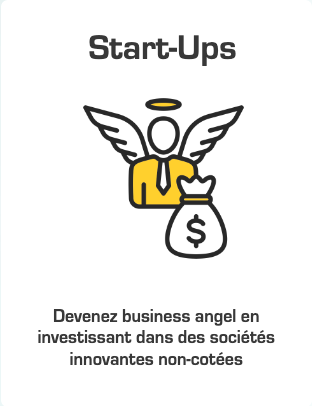 Start-Ups
$
Devenez business angel en
investissant dans des sociétés
innovantes non-cotées